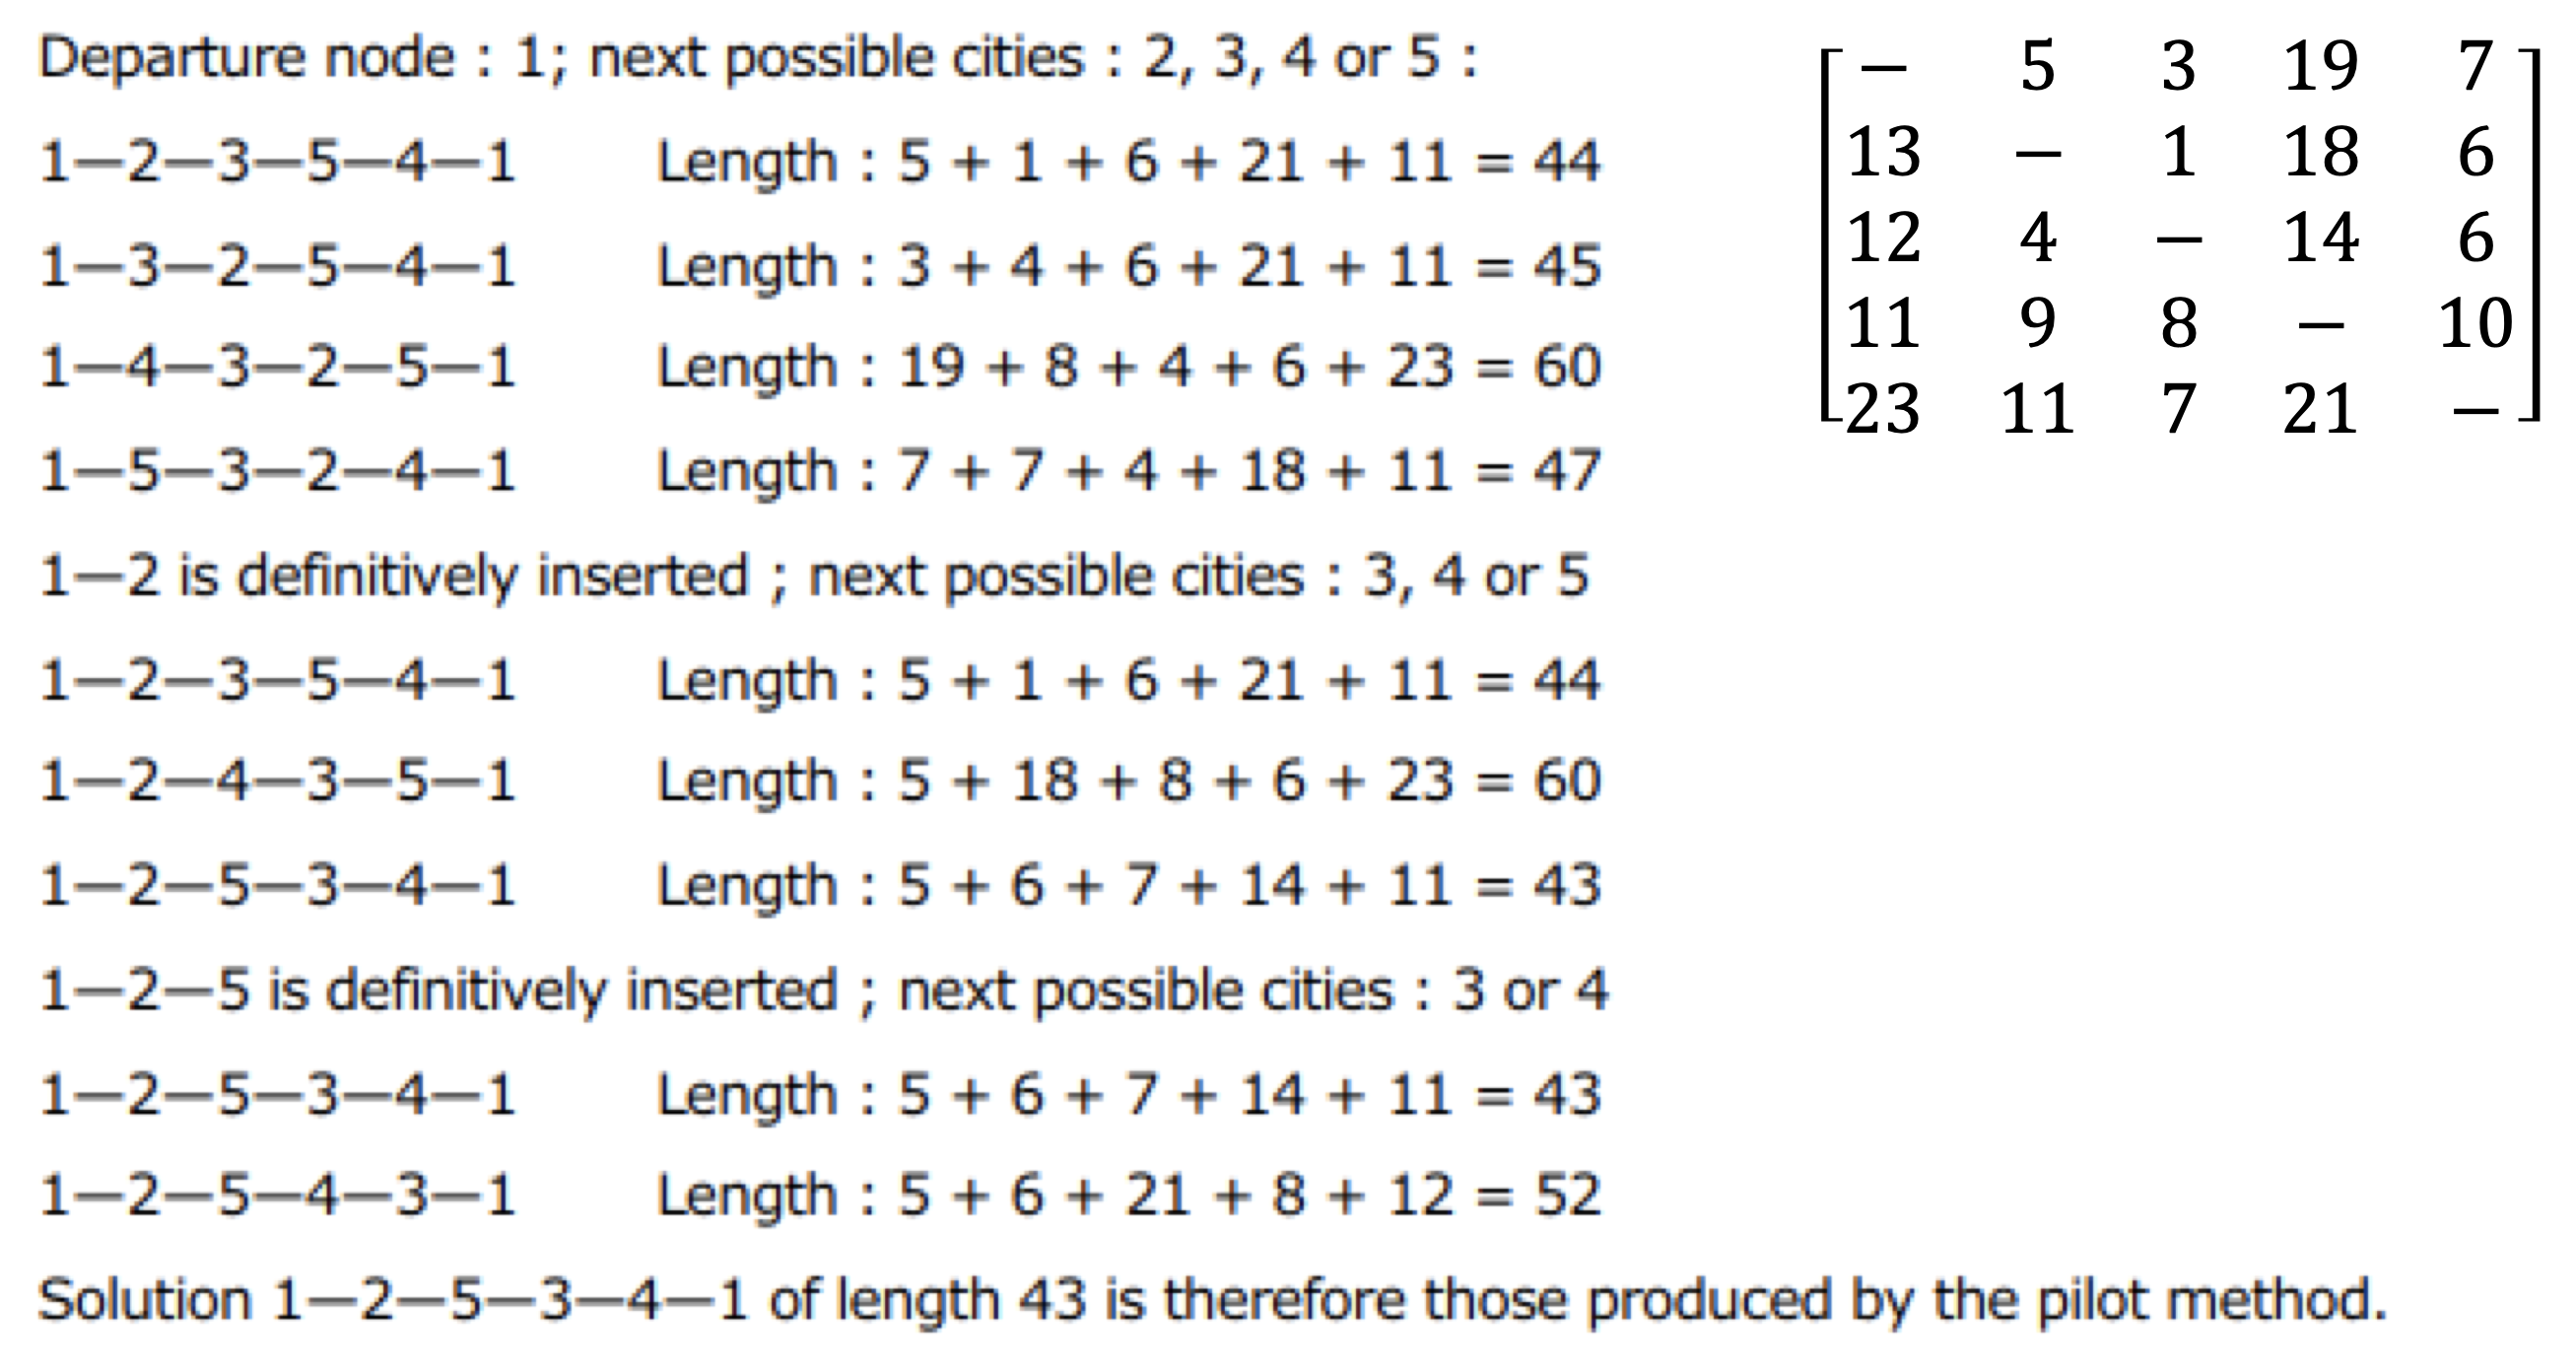 Departure node : 1; next possible cities : 2, 3, 4 or 5 :
1—2—3—5—4—1 Length : 5 + 1 + 6 + 21 + 11 = 44
1—3—2—5—4—1 Length : 3 + 4 + 6 + 21 + 11 = 45
1—4—3—2—5—1 Length : 19 + 8 + 4 + 6 + 23 = 60
1—5—3—2—4—1 Length : 7 + 7 + 4 + 18 + 11 = 47
1—2 is definitively inserted ; next possible cities : 3, 4 or 5
1—2—3—5—4—1 Length : 5 + 1 + 6 + 21 + 11 = 44
1—2—4—3—5—1 Length : 5 + 18 + 8 + 6 + 23 = 60
1—2—5—3—4—1 Length : 5 + 6 + 7 + 14 + 11 = 43
1—2—5 is definitively inserted ; next possible cities : 3 or 4
1—2—5—3—4—1 Length : 5 + 6 + 7 + 14 + 11 = 43
1—2—5—4—3—1 Length : 5 + 6 + 21 + 8 + 12 = 52
Solution 1—2—5—3—4—1 of length 43 is therefore those produced by the pilot method.
− 5 3 19 7
13 − 1 18 6
12 4 − 14 6
11 9 8 − 10
23 11 7 21 −